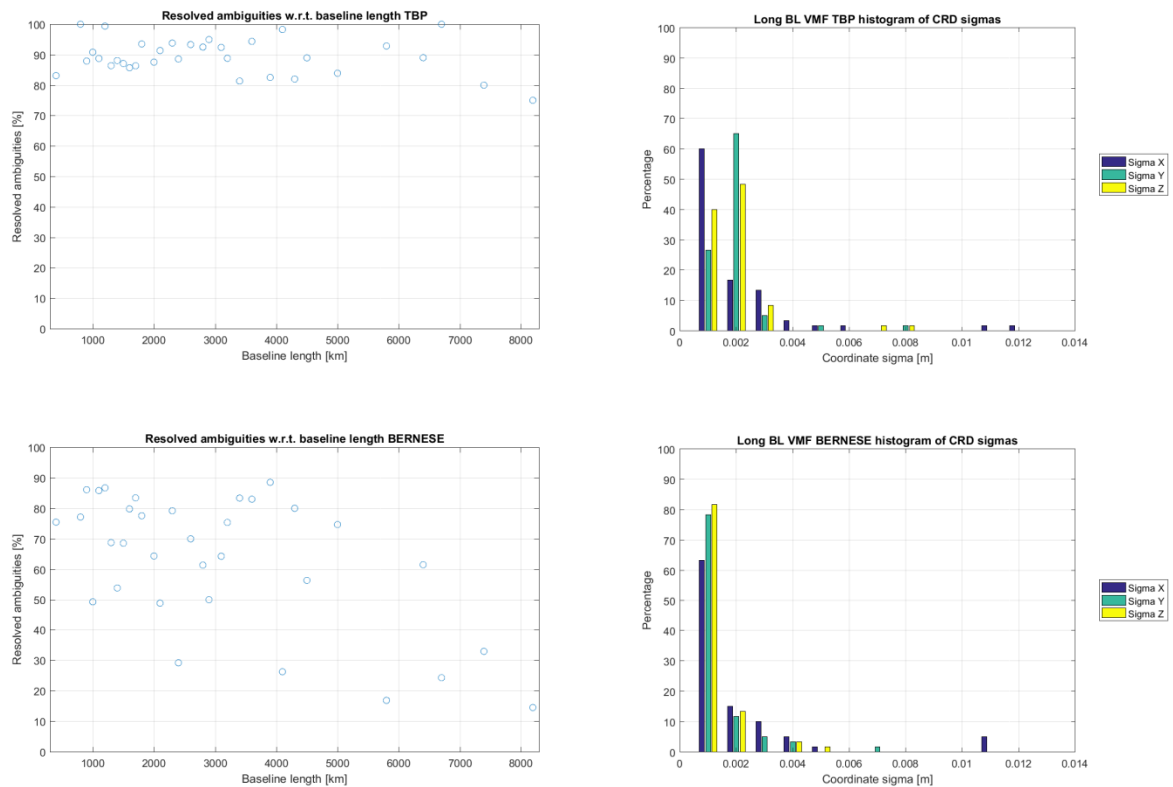 Resolved ambiguities w.r.t. baseline length TBP
Resolved ambiguities [%]
100
90
80
70
60
50
40
30
20
10
0
1000 2000 3000 4000 5000 6000 7000 8000
Baseline length [km]
Long BL VMF TBP histogram of CRD sigmas
Percentage
100
90
80
70
60
50
40
30
20
10
0
0 0.002 0.004 0.006 0.008 0.01 0.012 0.014
Coordinate sigma [m]
Sigma X
Sigma Y
Sigma Z
Resolved ambiguities w.r.t. baseline length BERNESE
Resolved ambiguities [%]
100
90
80
70
60
50
40
30
20
10
0
1000 2000 3000 4000 5000 6000 7000 8000
Baseline length [km]
Long BL VMF BERNESE histogram of CRD sigmas
Percentage
100
90
80
70
60
50
40
30
20
10
0
0 0.002 0.004 0.006 0.008 0.01 0.012 0.014
Coordinate sigma [m]
Sigma X
Sigma Y
Sigma Z